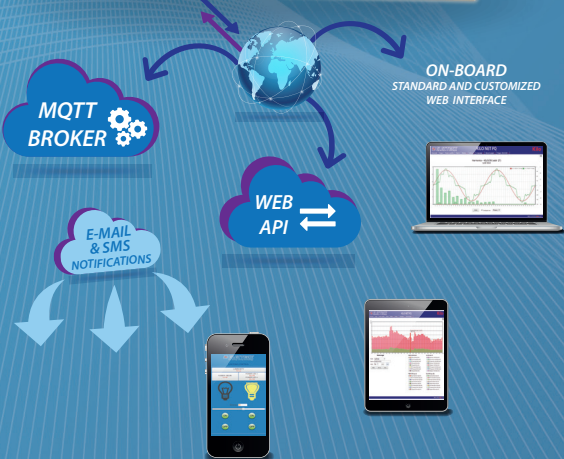 MQTT
BROKER
ON-BOARD
STANDARD AND CUSTOMIZED
WEB INTERFACE
WEB
API
E-MAIL
& SMS
NOTIFICATIONS